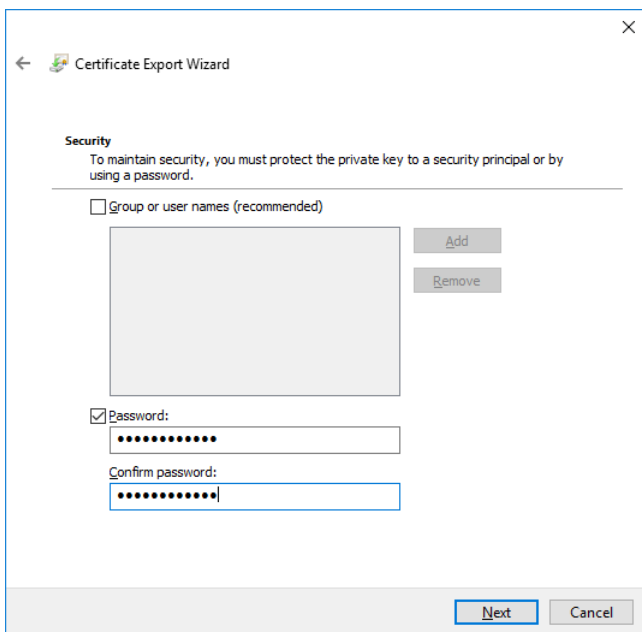 Certificate Export Wizard
Security
To maintain security, you must protect the private key to a security principal or by
using a password.
Group or user names (recommended)
Add
Remove
Password:
••••••••••••
Confirm password:
••••••••••••
Next
Cancel